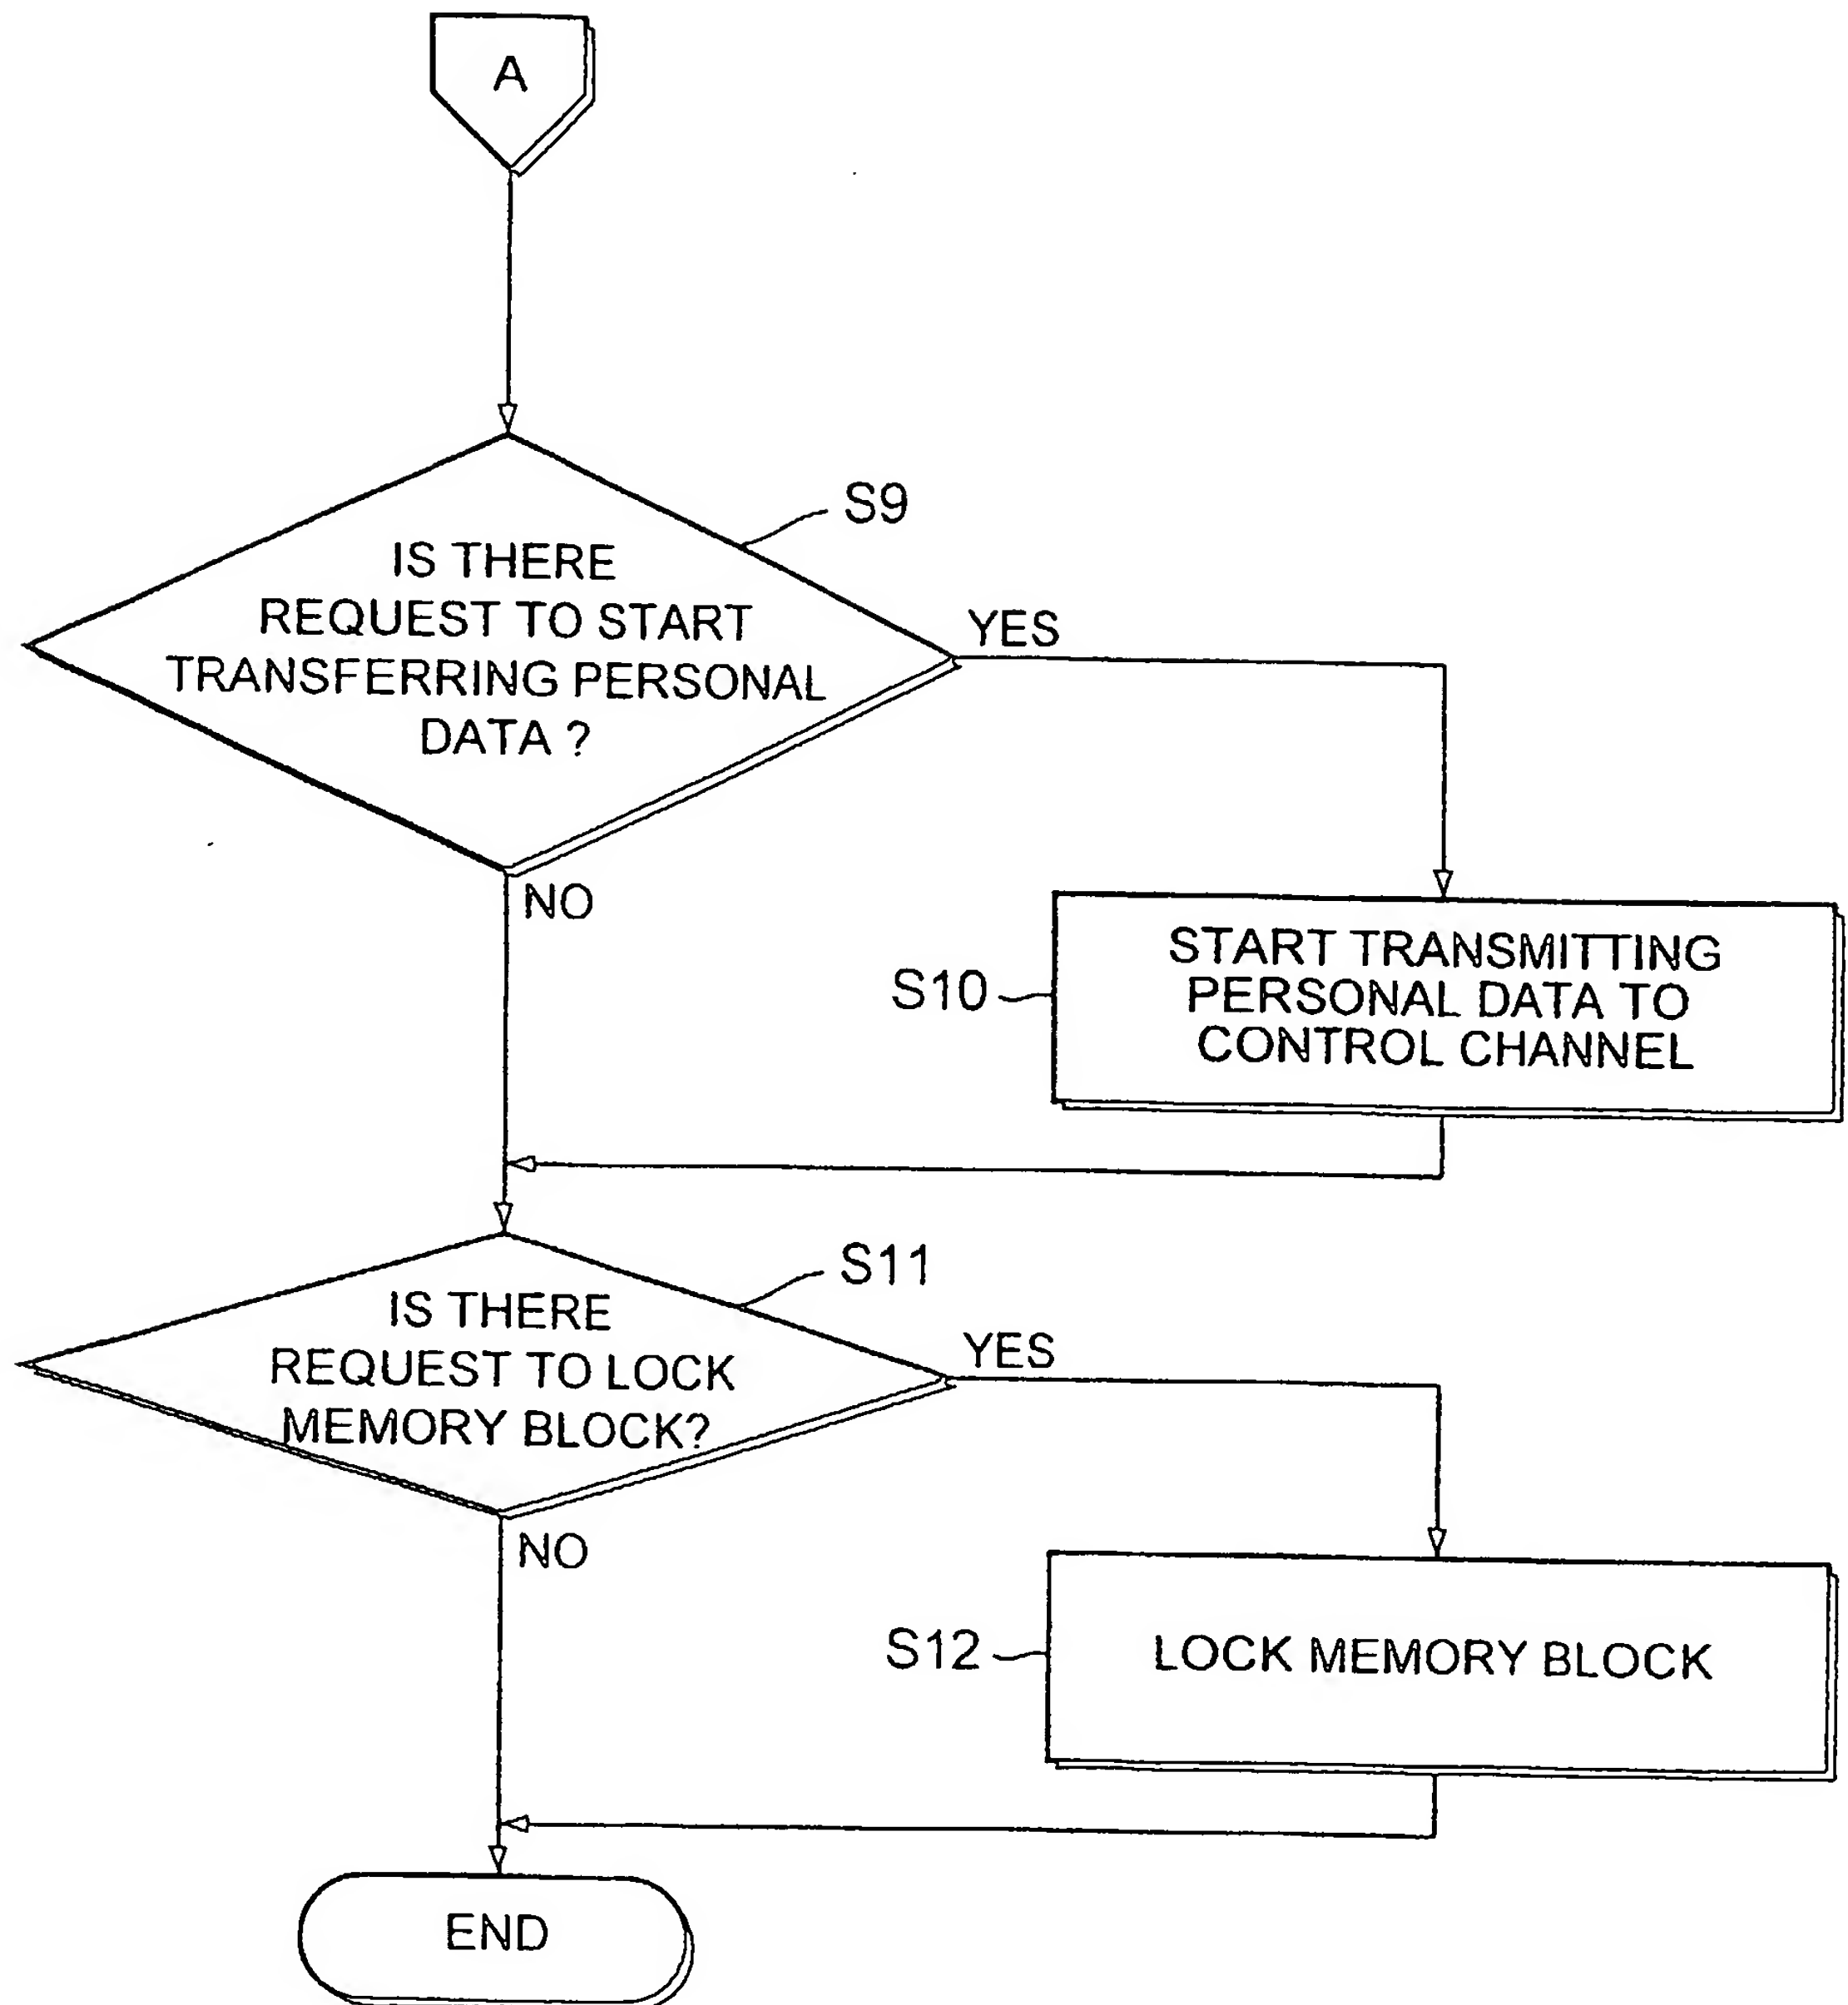 A
S9
IS THERE
REQUEST TO START
TRANSFERRING PERSONAL
DATA ?
YES
NO
S10
START TRANSMITTING
PERSONAL DATA TO
CONTROL CHANNEL
S11
IS THERE
REQUEST TO LOCK
MEMORY BLOCK?
YES
NO
S12
LOCK MEMORY BLOCK
END